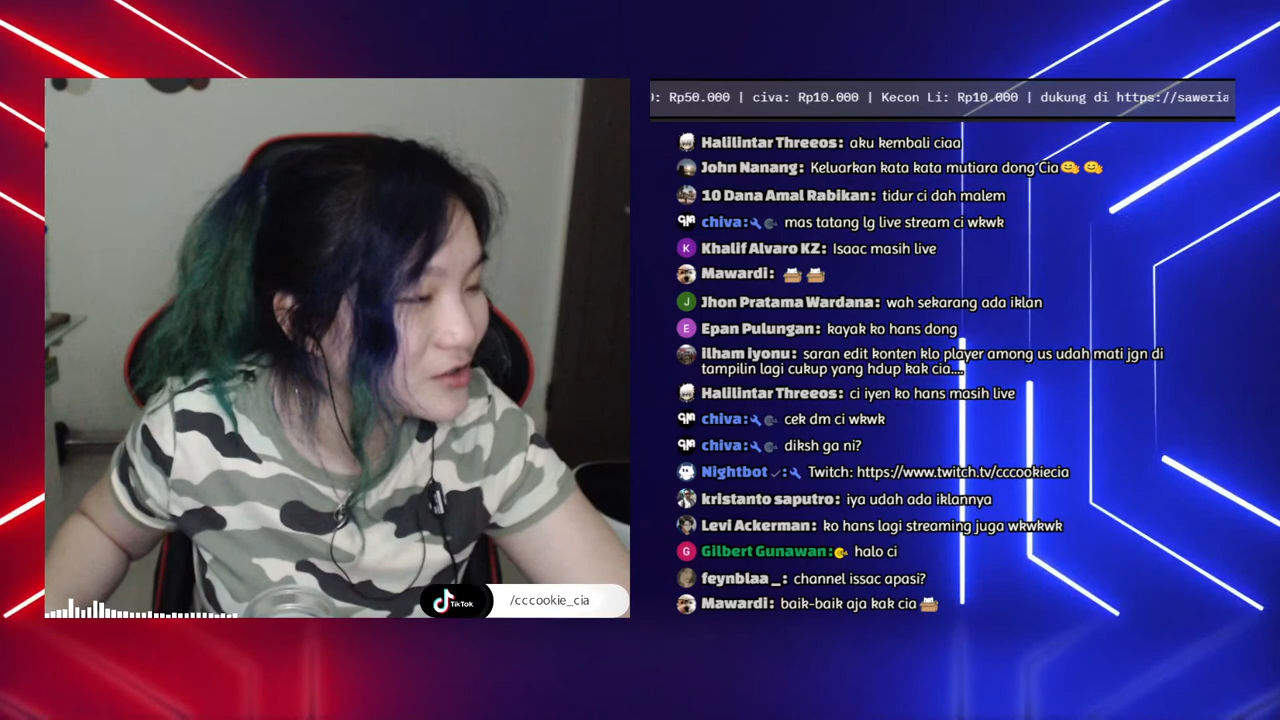 : Rp50.000 | civa: Rp10.000 | Kecon Li: Rp10.000 | dukung di https://saweria
Halilintar Threeos: aku kembali ciaa
John Nanang: Keluarkan kata kata mutiara dong Cia
10 Dana Amal Rabikan: tidur ci dah malem
chiva: mas tatang lg live stream ci wkwk
K Khalif Alvaro KZ: Isaac masih live
Mawardi:
J Jhon Pratama Wardana: wah sekarang ada iklan
E Epan Pulungan: kayak ko hans dong
ilham iyonu: saran edit konten klo player among us udah mati jgn di
tampilin lagi cukup yang hdup kak cia....
Halilintar Threeos: ci iyen ko hans masih live
chiva: cek dm ci wkwk
chiva: diksh ga ni?
Nightbot: Twitch: https://www.twitch.tv/cccookiecia
kristanto saputro: iya udah ada iklannya
Levi Ackerman: ko hans lagi streaming juga wkwkwk
G Gilbert Gunawan: halo ci
feynblaa_: channel issac apasi?
Mawardi: baik-baik aja kak cia
TikTok /cccookie_cia